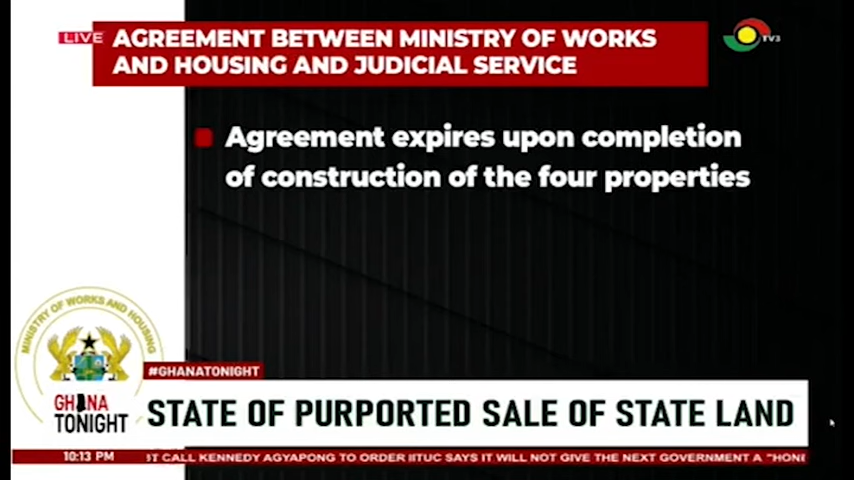 LIVE
AGREEMENT BETWEEN MINISTRY OF WORKS
AND HOUSING AND JUDICIAL SERVICE
TV3
Agreement expires upon completion
of construction of the four properties
MINISTRY OF WORKS AND HOUSING
#GHANATONIGHT
GHANA
TONIGHT
STATE OF PURPORTED SALE OF STATE LAND
10:13 PM
CALL KENNEDY AGYAPONG TO ORDER IITUC SAYS IT WILL NOT GIVE THE NEXT GOVERNMENT A